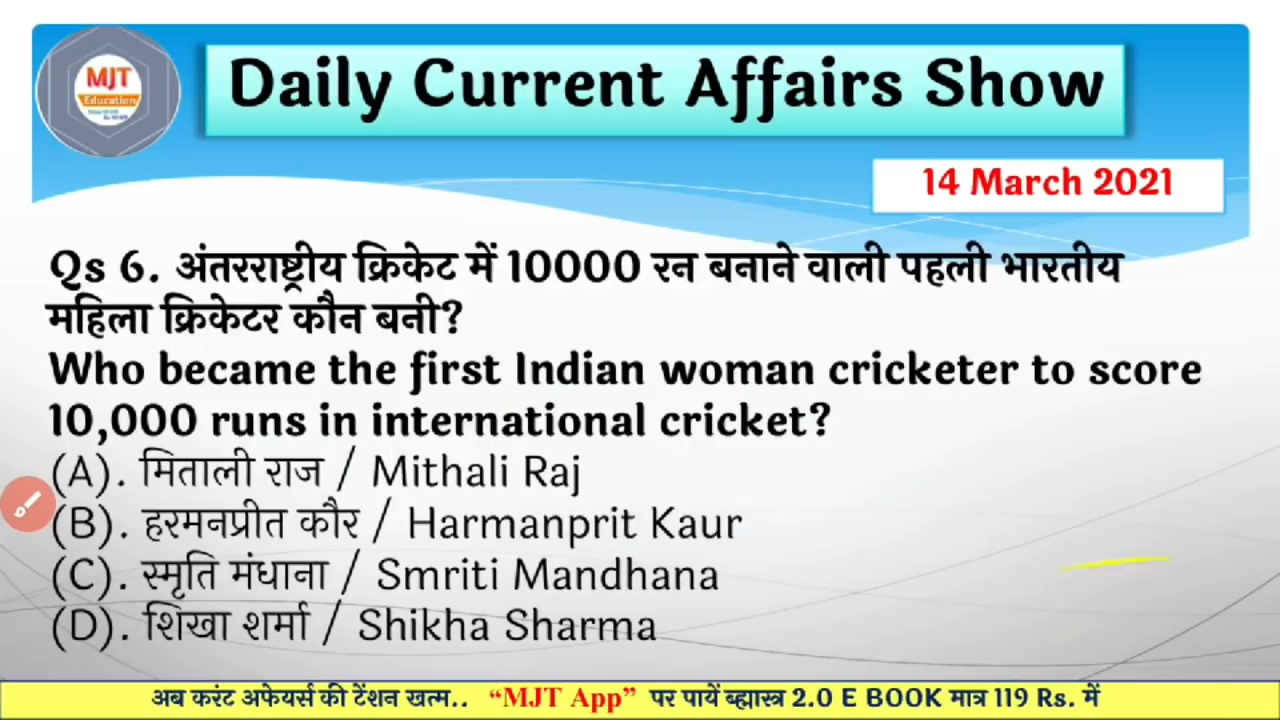 MJT
Education
Daily Current Affairs Show
14 March 2021
Qs 6. अंतरराष्ट्रीय क्रिकेट में 10000 रन बनाने वाली पहली भारतीय
महिला क्रिकेटर कौन बनी?
Who became the first Indian woman cricketer to score
10,000 runs in international cricket?
(A). मिताली राज / Mithali Raj
(B). हरमनप्रीत कौर / Harmanprit Kaur
(C). स्मृति मंधाना / Smriti Mandhana
(D). शिखा शर्मा / Shikha Sharma
अब करंट अफेयर्स की टेंशन खत्म.. “MJT App” पर पायें ब्ह्मास्त्र 2.0 E BOOK मात्र 119 Rs. में